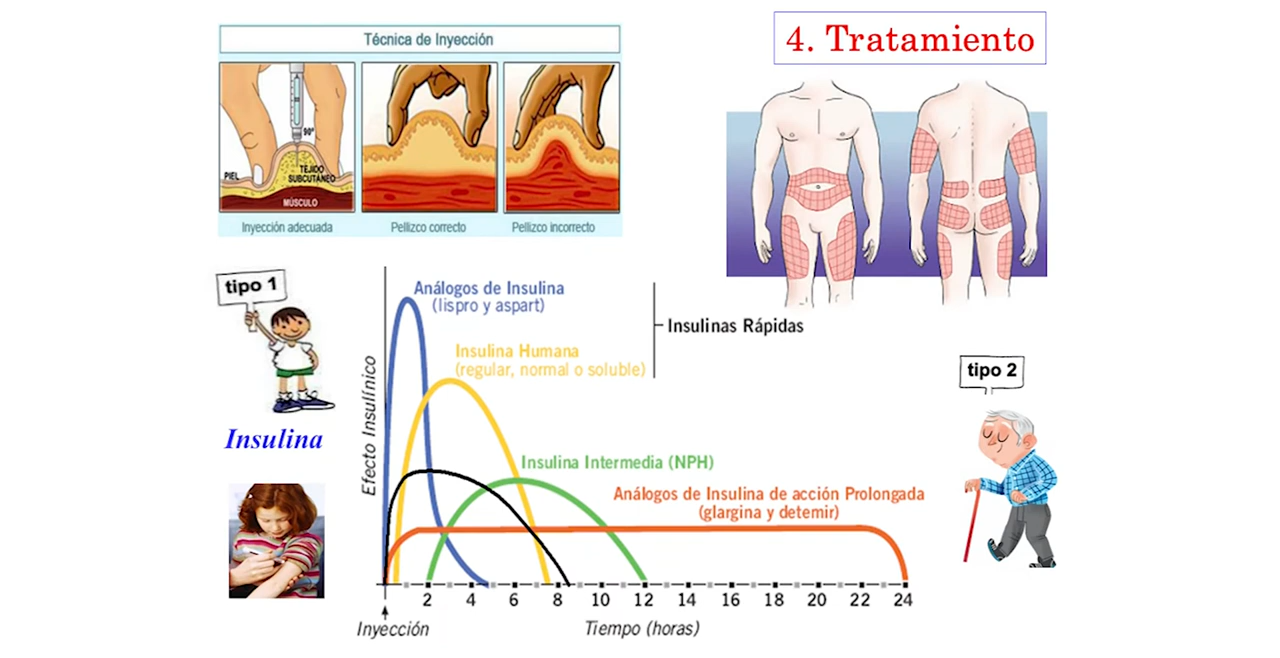 Técnica de Inyección
90º
PIEL
TEJIDO
SUBCUTÁNEO
MÚSCULO
Inyección adecuada
Pellizco correcto
Pellizco incorrecto
4. Tratamiento
tipo 1
Insulina
Análogos de Insulina
(lispro y aspart)
Insulinas Rápidas
Insulina Humana
(regular, normal o soluble)
Insulina Intermedia (NPH)
Análogos de Insulina de acción Prolongada
(glargina y detemir)
Efecto Insulínico
2 4 6 8 10 12 14 16 18 20 22 24
Inyección
Tiempo (horas)
tipo 2